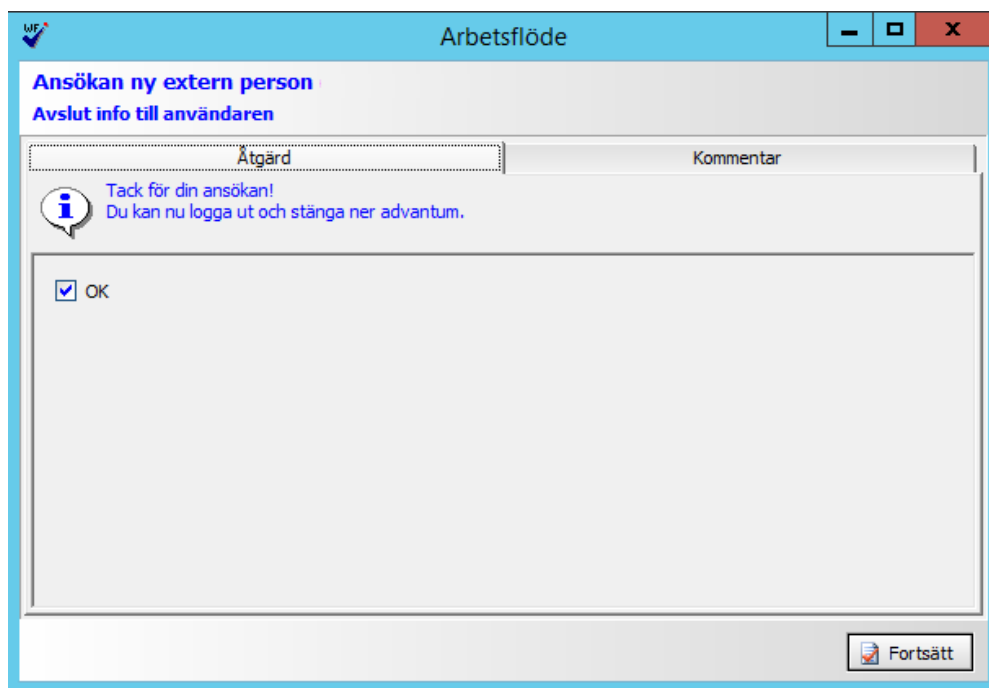 WF
Arbetsflöde
Ansökan ny extern person
Avslut info till användaren
Åtgärd
Kommentar
Tack för din ansökan!
Du kan nu logga ut och stänga ner advantum.
OK
Fortsätt